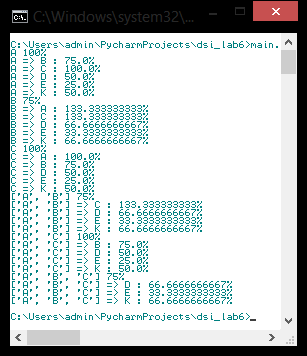 C:\Windows\system32\...
C:\Users\admin\PycharmProjects\dsi_lab6>main.
A 100%
A => B : 75.0%
A => C : 100.0%
A => D : 50.0%
A => E : 25.0%
A => K : 50.0%
B 75%
B => A : 133.333333333%
B => C : 133.333333333%
B => D : 66.6666666667%
B => E : 33.3333333333%
B => K : 66.6666666667%
C 100%
C => A : 100.0%
C => B : 75.0%
C => D : 50.0%
C => E : 25.0%
C => K : 50.0%
['A', 'B'] 75%
['A', 'B'] => C : 133.333333333%
['A', 'B'] => D : 66.6666666667%
['A', 'B'] => E : 33.3333333333%
['A', 'B'] => K : 66.6666666667%
['A', 'C'] 100%
['A', 'C'] => B : 75.0%
['A', 'C'] => D : 50.0%
['A', 'C'] => E : 25.0%
['A', 'C'] => K : 50.0%
['A', 'B', 'C'] 75%
['A', 'B', 'C'] => D : 66.6666666667%
['A', 'B', 'C'] => E : 33.3333333333%
['A', 'B', 'C'] => K : 66.6666666667%
C:\Users\admin\PycharmProjects\dsi_lab6>_